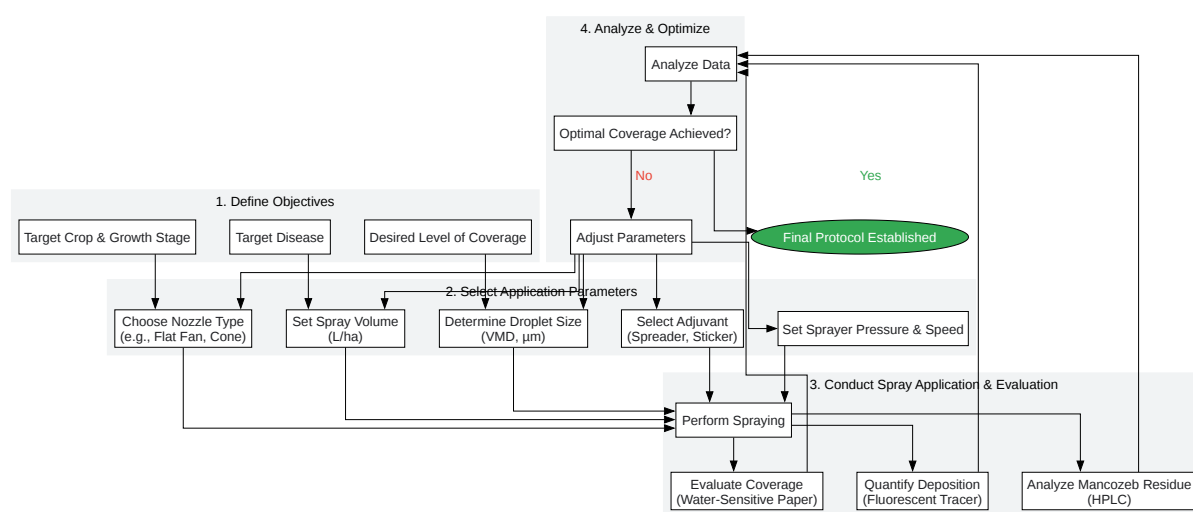 4. Analyze & Optimize
Analyze Data
Optimal Coverage Achieved?
No
Yes
1. Define Objectives
Target Crop & Growth Stage
Target Disease
Desired Level of Coverage
Adjust Parameters
Final Protocol Established
2. Select Application Parameters
Choose Nozzle Type
(e.g., Flat Fan, Cone)
Set Spray Volume
(L/ha)
Determine Droplet Size
(VMD, µm)
Select Adjuvant
(Spreader, Sticker)
Set Sprayer Pressure & Speed
3. Conduct Spray Application & Evaluation
Perform Spraying
Evaluate Coverage
(Water-Sensitive Paper)
Quantify Deposition
(Fluorescent Tracer)
Analyze Mancozeb Residue
(HPLC)